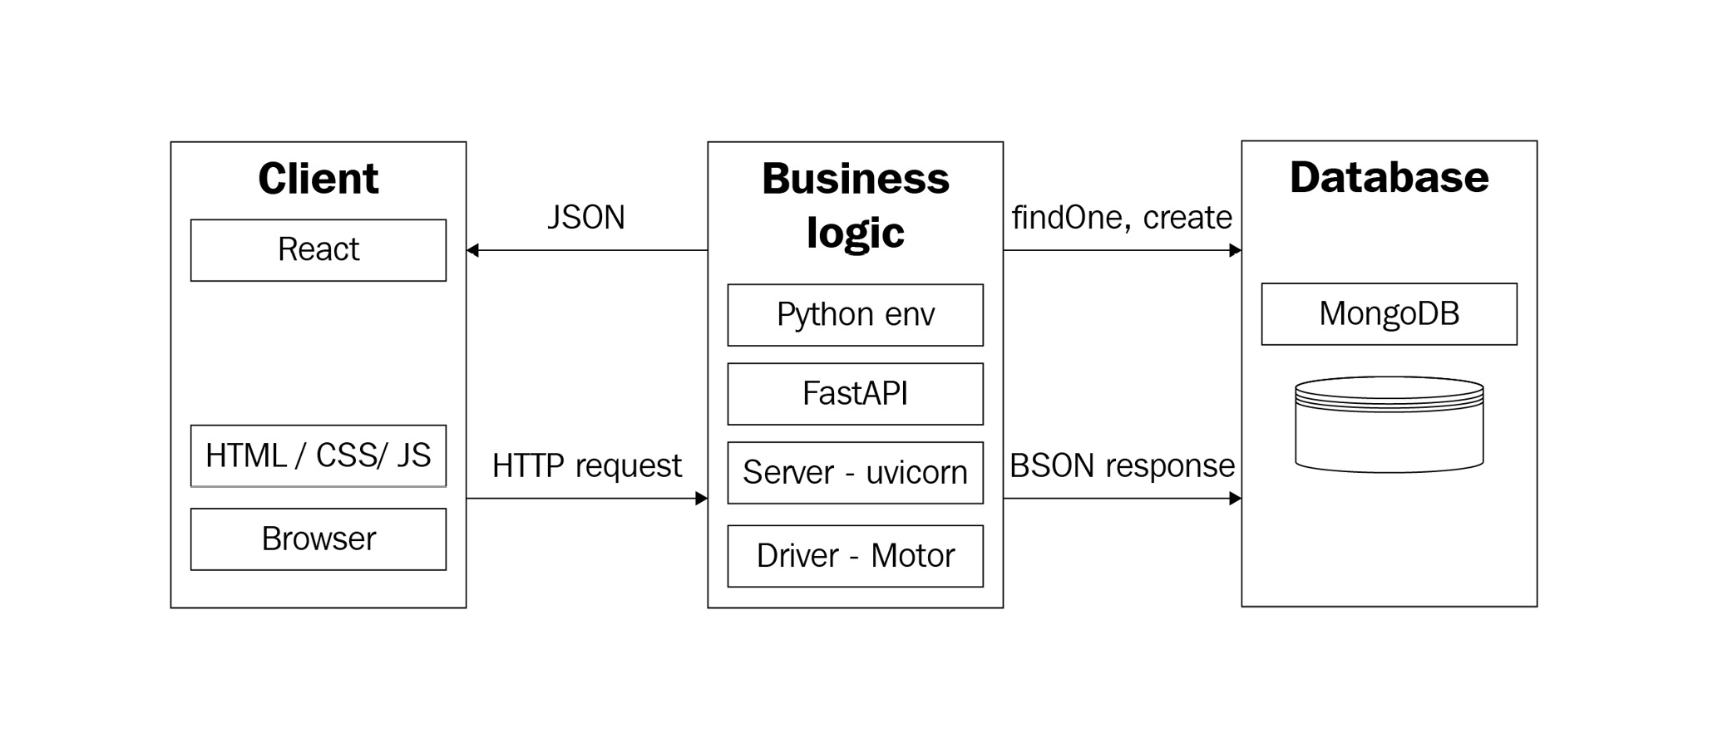 Client
React
HTML / CSS/ JS
Browser
JSON
HTTP request
Business
logic
Python env
FastAPI
Server - uvicorn
Driver - Motor
findOne, create
BSON response
Database
MongoDB